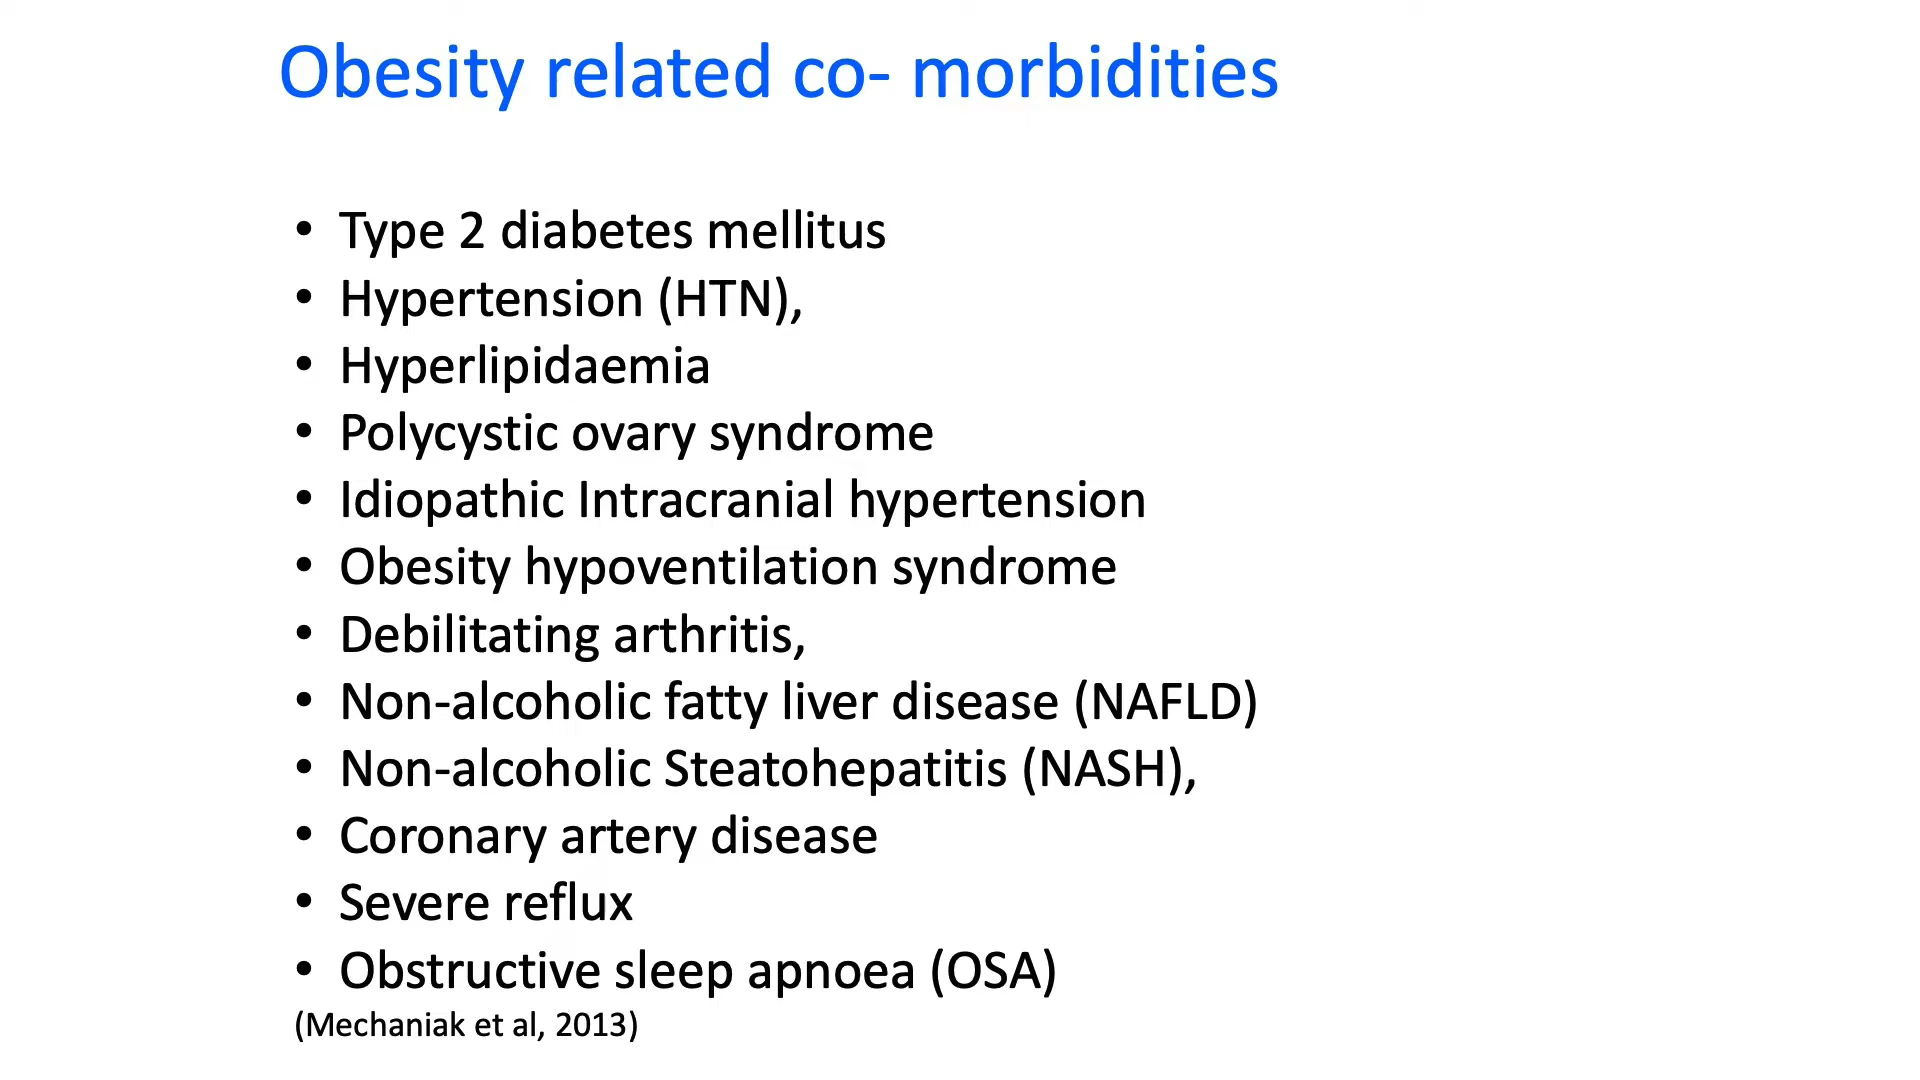 Obesity related co- morbidities
• Type 2 diabetes mellitus
• Hypertension (HTN),
• Hyperlipidaemia
• Polycystic ovary syndrome
• Idiopathic Intracranial hypertension
• Obesity hypoventilation syndrome
• Debilitating arthritis,
• Non-alcoholic fatty liver disease (NAFLD)
• Non-alcoholic Steatohepatitis (NASH),
• Coronary artery disease
• Severe reflux
• Obstructive sleep apnoea (OSA)
(Mechaniak et al, 2013)